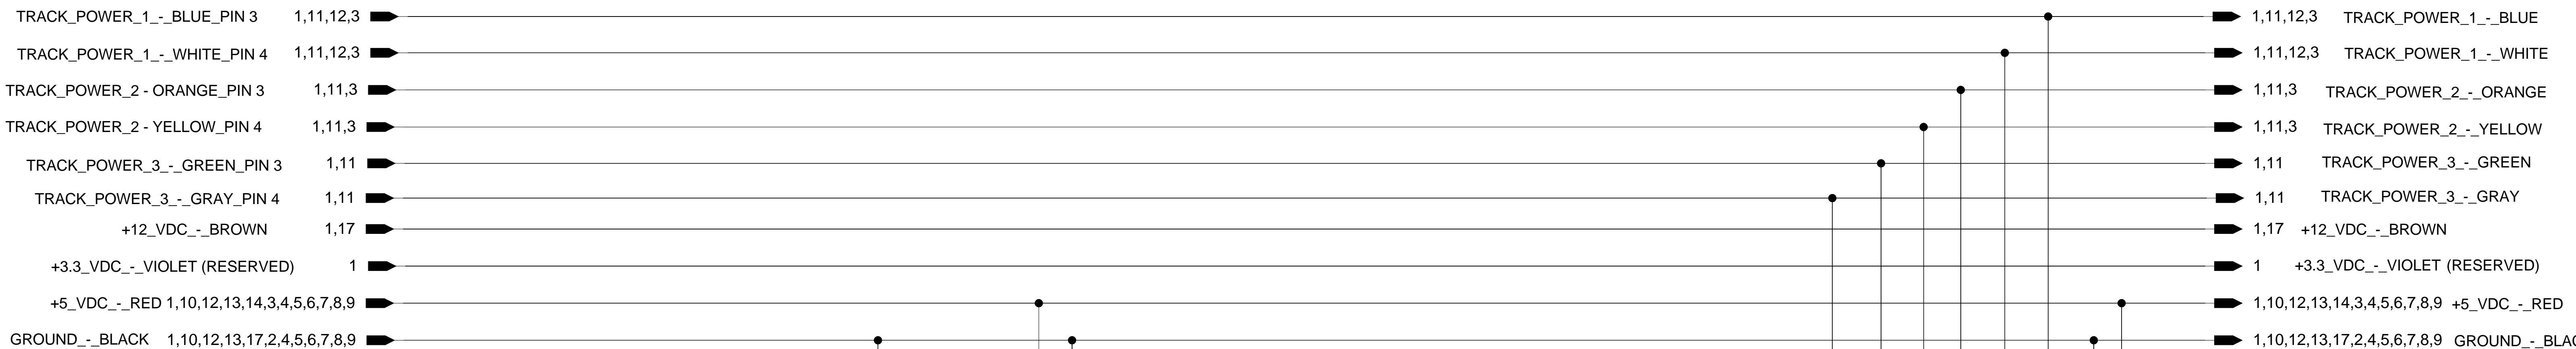 TRACK_POWER_1_-_BLUE_PIN 3 1,11,12,3 1,11,12,3 TRACK_POWER_1_-_BLUE
TRACK_POWER_1_-_WHITE_PIN 4 1,11,12,3 1,11,12,3 TRACK_POWER_1_-_WHITE
TRACK_POWER_2 - ORANGE_PIN 3 1,11,3 1,11,3 TRACK_POWER_2_-_ORANGE
TRACK_POWER_2 - YELLOW_PIN 4 1,11,3 1,11,3 TRACK_POWER_2_-_YELLOW
TRACK_POWER_3_-_GREEN_PIN 3 1,11 1,11 TRACK_POWER_3_-_GREEN
TRACK_POWER_3_-_GRAY_PIN 4 1,11 1,11 TRACK_POWER_3_-_GRAY
+12_VDC_-_BROWN 1,17 1,17 +12_VDC_-_BROWN
+3.3_VDC_-_VIOLET (RESERVED) 1 1 +3.3_VDC_-_VIOLET (RESERVED)
+5_VDC_-_RED 1,10,12,13,14,3,4,5,6,7,8,9 1,10,12,13,14,3,4,5,6,7,8,9 +5_VDC_-_RED
GROUND_-_BLACK 1,10,12,13,17,2,4,5,6,7,8,9 1,10,12,13,17,2,4,5,6,7,8,9 GROUND_-_BLA